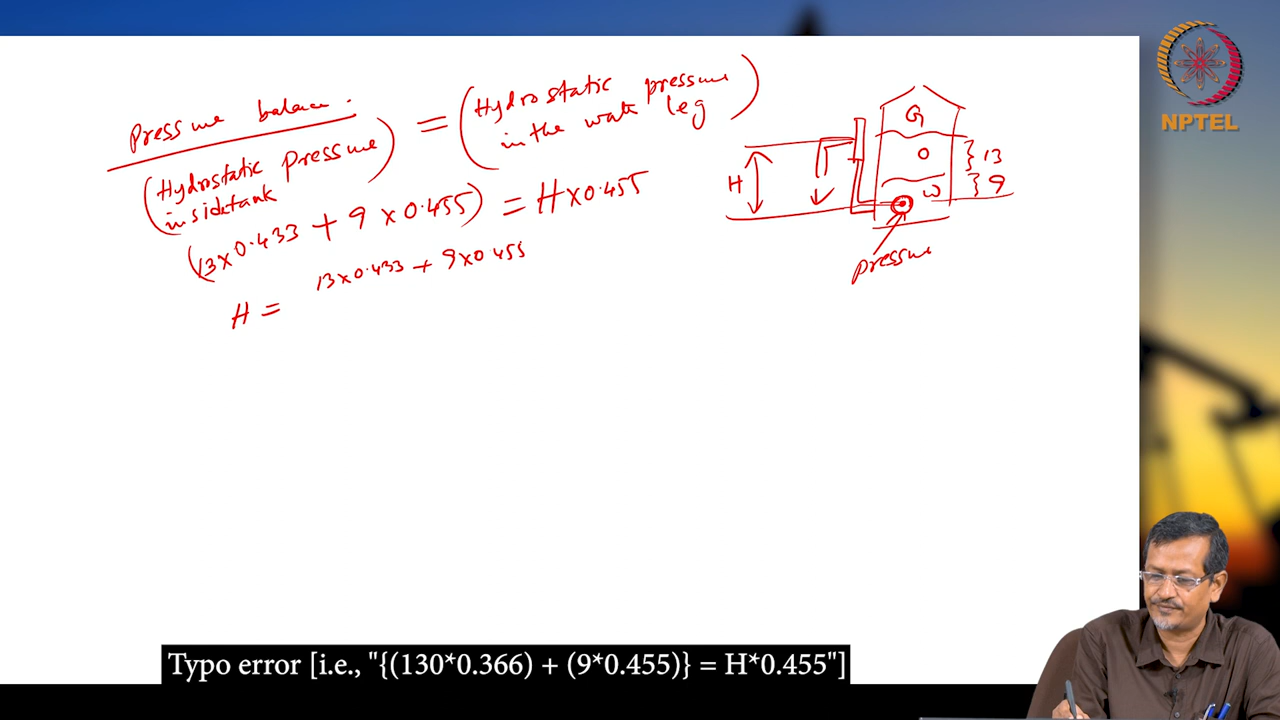 Pressure balance.
(Hydrostatic pressure
inside tank)
=
(Hydrostatic pressure
in the water leg)
(13 x 0.433 + 9 x 0.455) = H x 0.455
13 x 0.433 + 9 x 0.455
H =
G
O
W
13
9
H
pressure
NPTEL
Typo error [i.e., "{(130*0.366) + (9*0.455)} = H*0.455"]